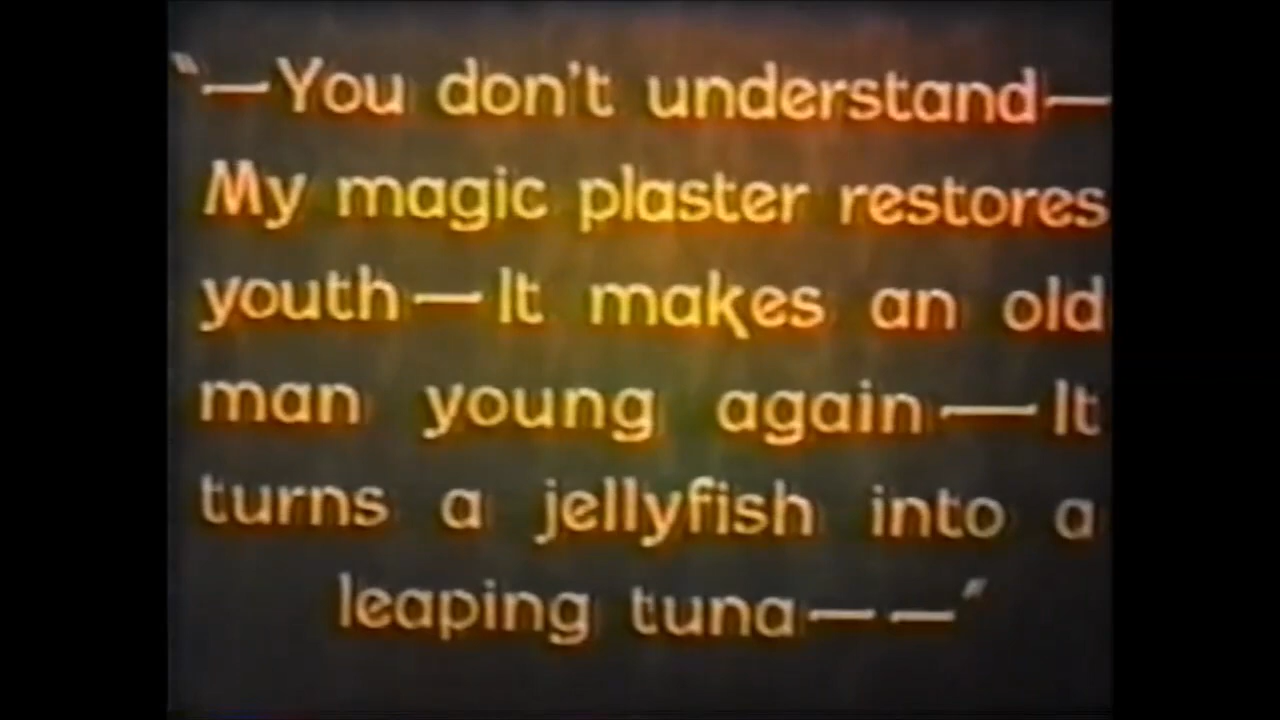 "—You don't understand—
My magic plaster restores
youth—It makes an old
man young again—It
turns a jellyfish into a
leaping tuna——"